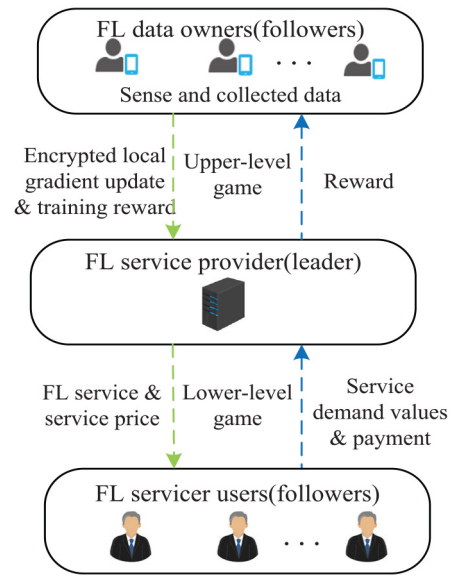 FL data owners(followers)
. . .
Sense and collected data
Encrypted local
gradient update
& training reward
Upper-level
game
Reward
FL service provider(leader)
FL service &
service price
Lower-level
game
Service
demand values
& payment
FL servicer users(followers)
. . .